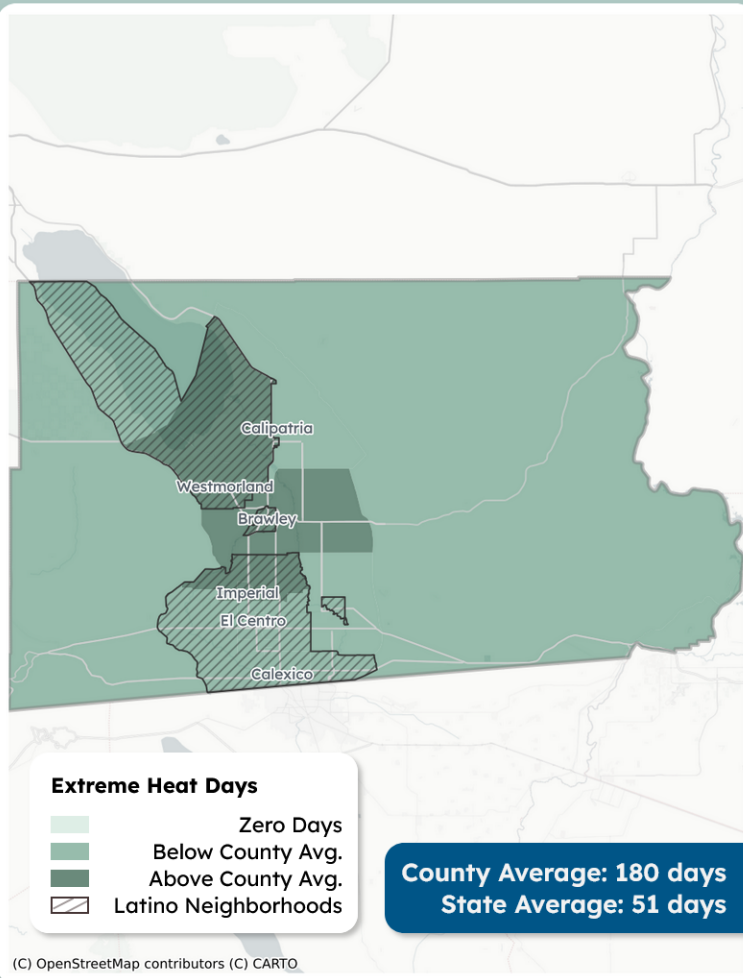 Calipatria
Westmorland
Brawley
Imperial
El Centro
Calexico
Extreme Heat Days
Zero Days
Below County Avg.
Above County Avg.
Latino Neighborhoods
County Average: 180 days
State Average: 51 days
(C) OpenStreetMap contributors (C) CARTO